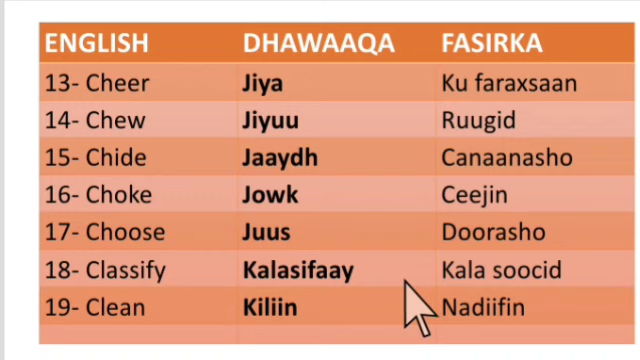 ENGLISH DHAWAAQA FASIRKA
13- Cheer Jiya Ku faraxsaan
14- Chew Jiyuu Ruugid
15- Chide Jaaydh Canaanasho
16- Choke Jowk Ceejin
17- Choose Juus Doorasho
18- Classify Kalasifaay Kala soocid
19- Clean Kiliin Nadiifin